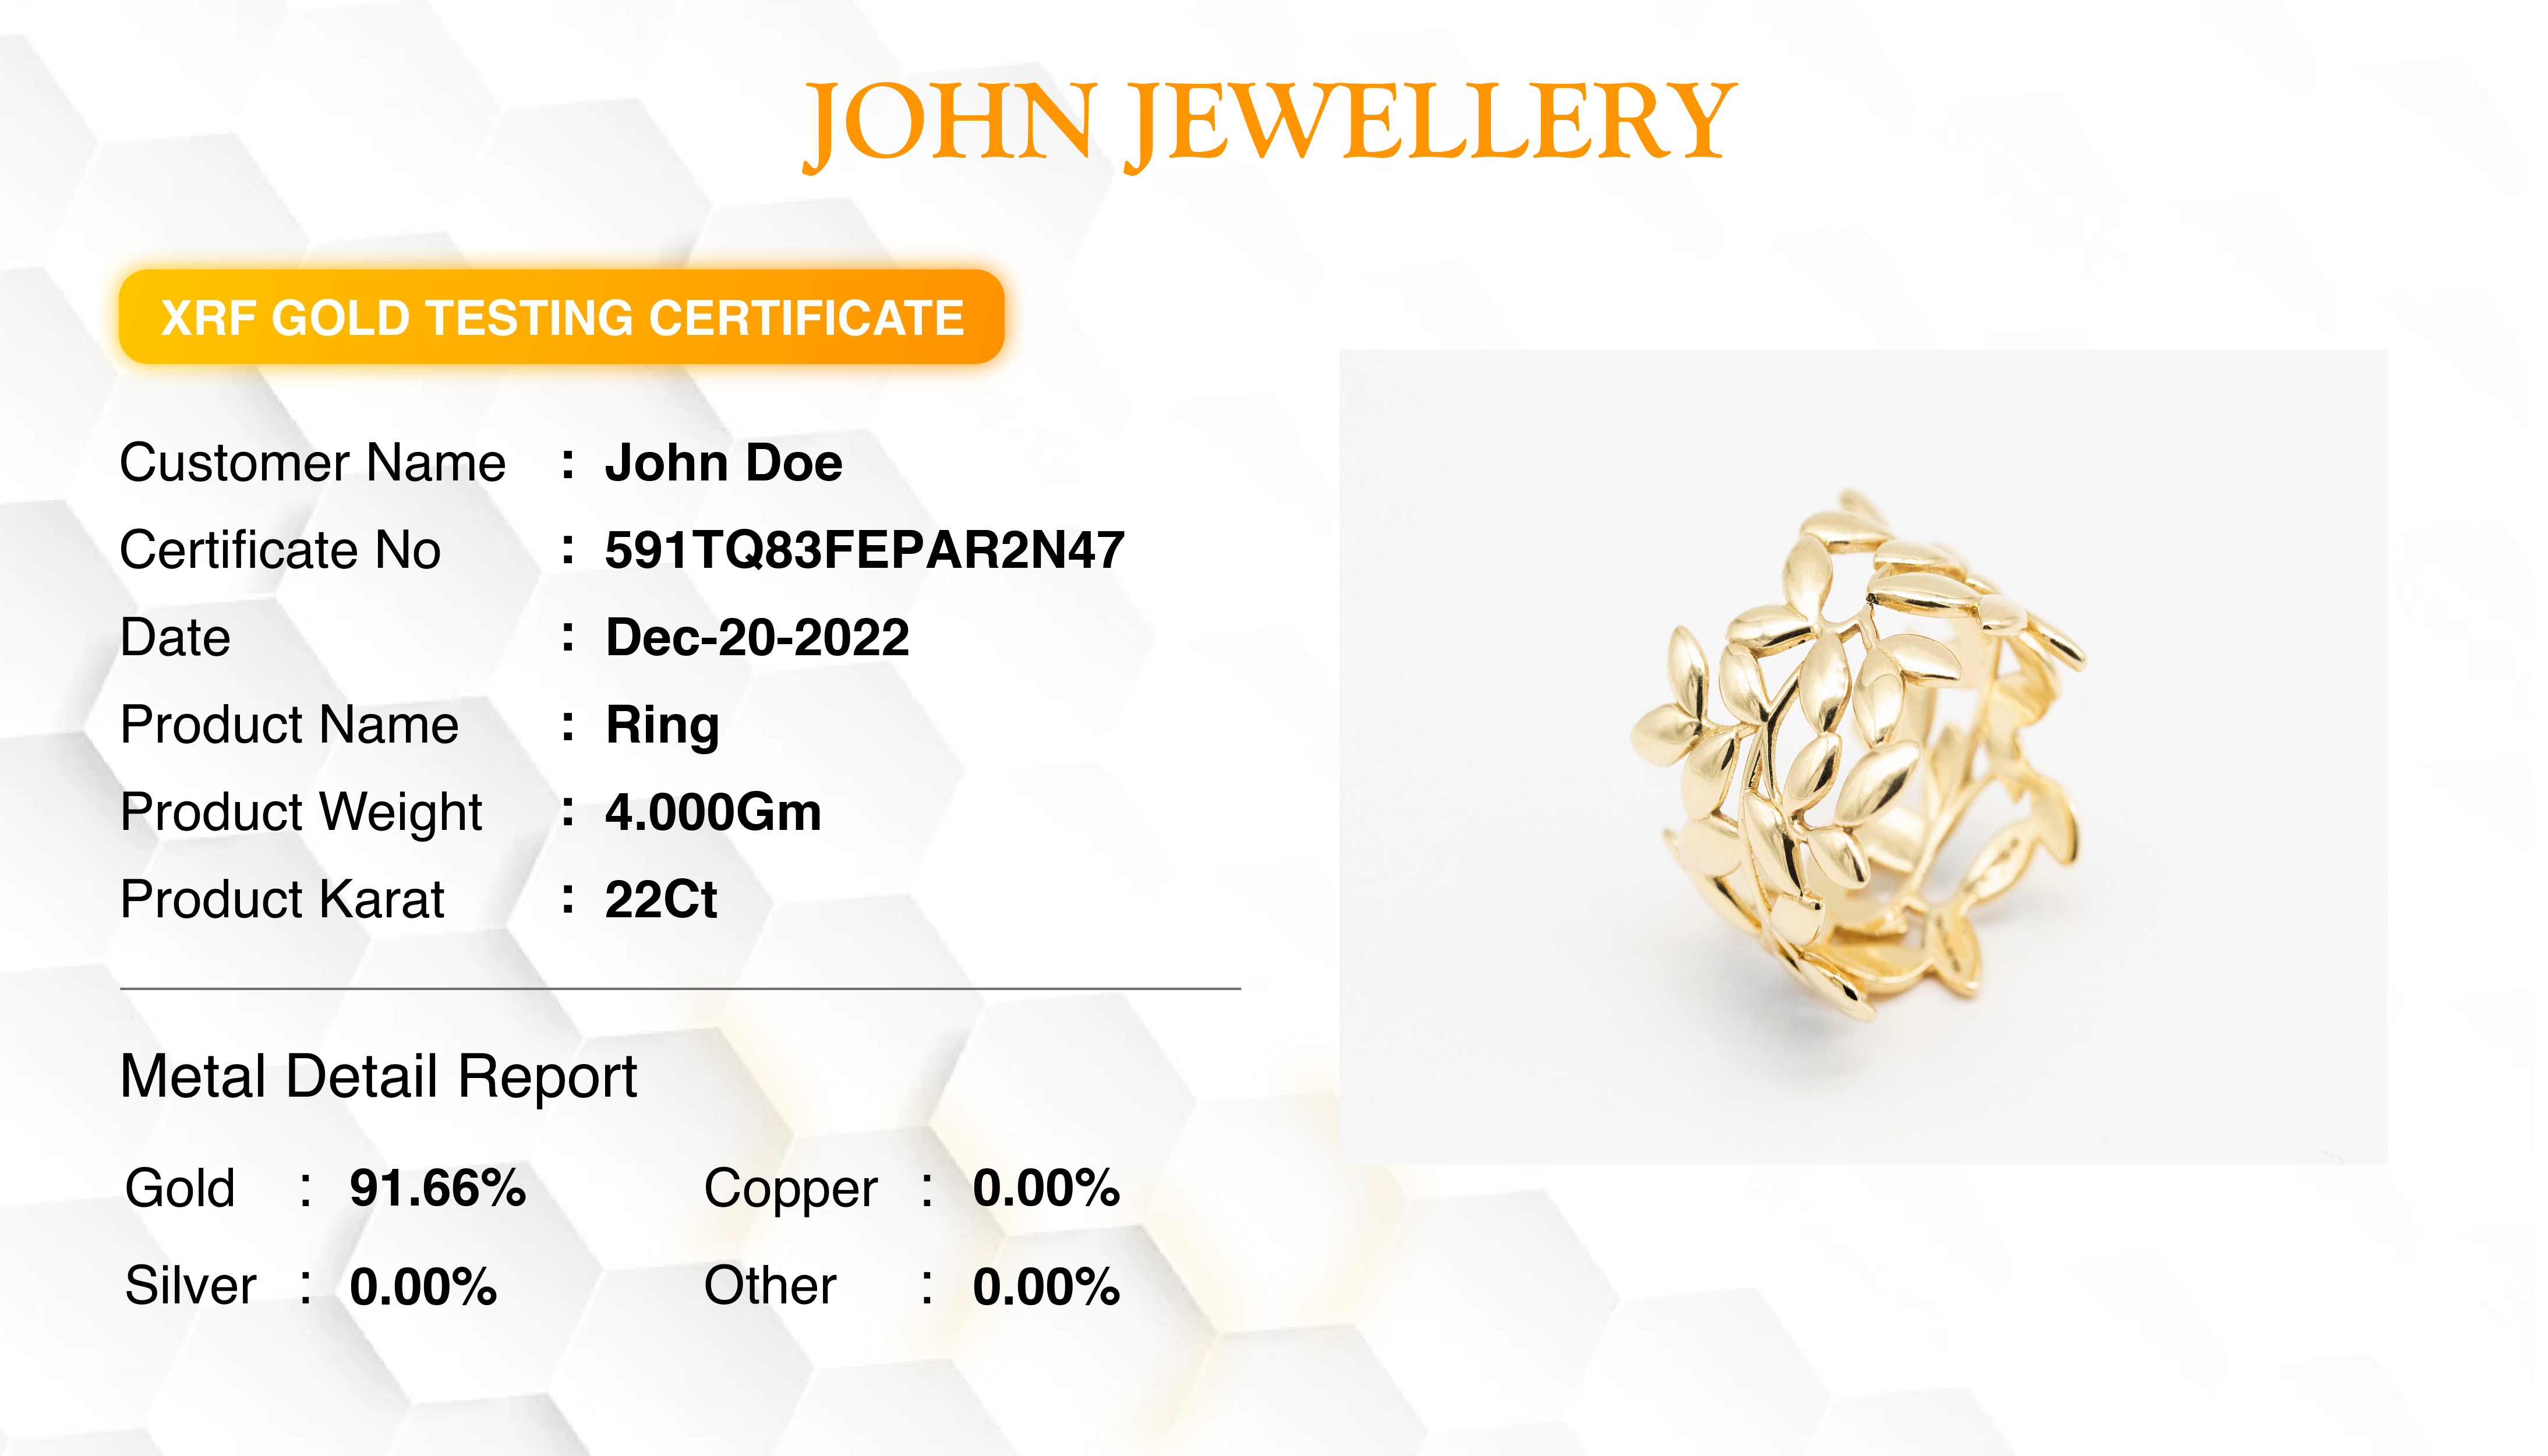 JOHN JEWELLERY
XRF GOLD TESTING CERTIFICATE
Customer Name : John Doe
Certificate No : 591TQ83FEPAR2N47
Date : Dec-20-2022
Product Name : Ring
Product Weight : 4.000Gm
Product Karat : 22Ct
Metal Detail Report
Gold : 91.66% Copper : 0.00%
Silver : 0.00% Other : 0.00%